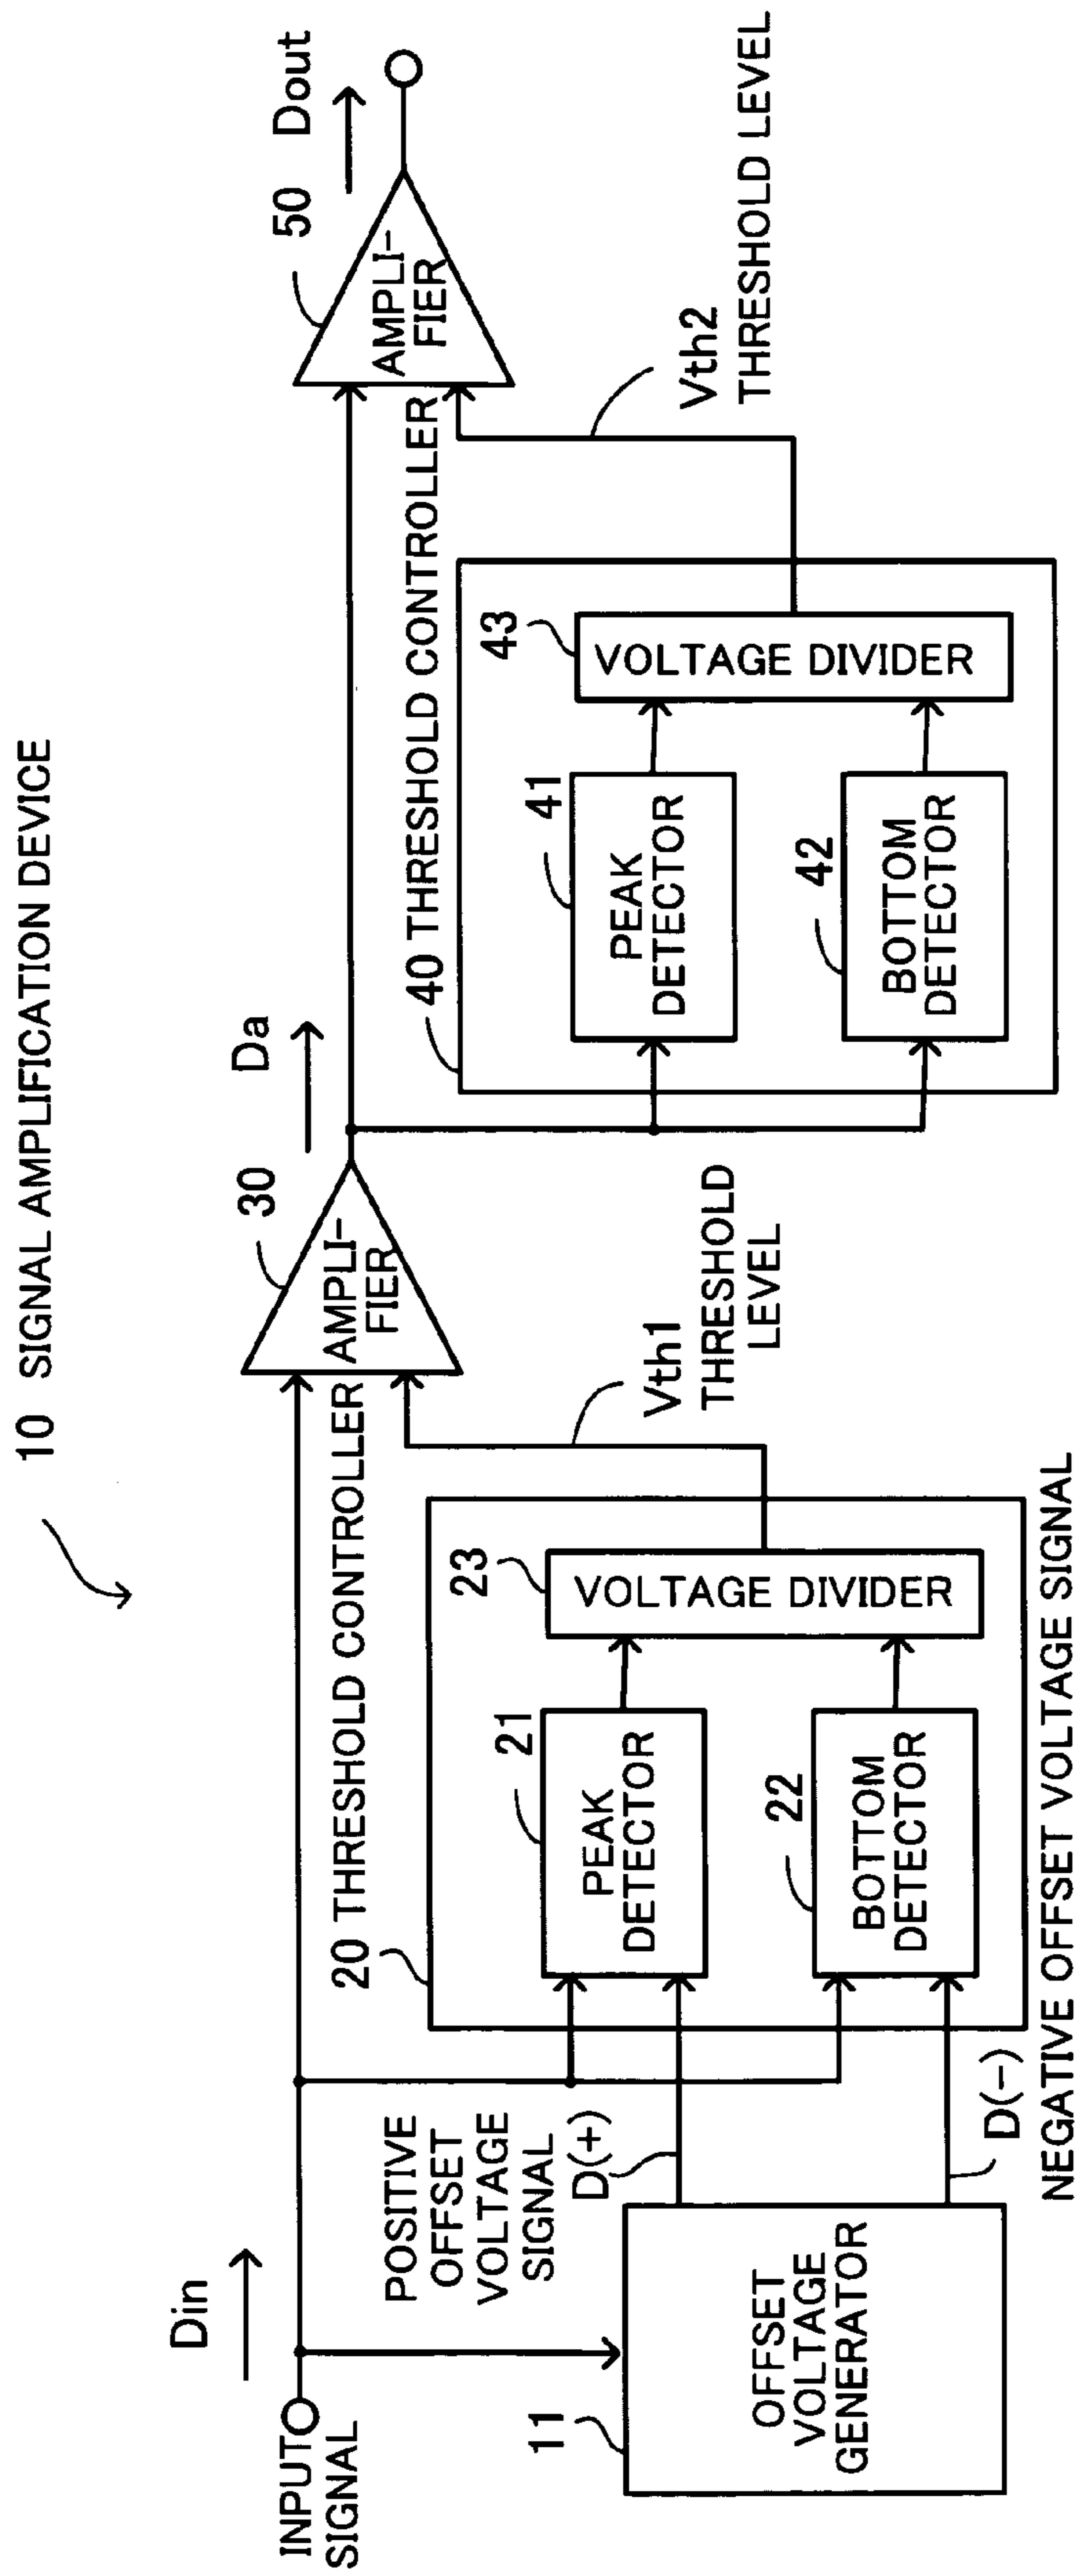 10 SIGNAL AMPLIFICATION DEVICE
Din
INPUT
SIGNAL
11
OFFSET
VOLTAGE
GENERATOR
POSITIVE
OFFSET
VOLTAGE
SIGNAL
D(+)
D(-)
NEGATIVE OFFSET VOLTAGE SIGNAL
20 THRESHOLD CONTROLLER
21
PEAK
DETECTOR
22
BOTTOM
DETECTOR
23
VOLTAGE DIVIDER
Vth1
THRESHOLD
LEVEL
30
AMPLI-
FIER
Da
40 THRESHOLD CONTROLLER
41
PEAK
DETECTOR
42
BOTTOM
DETECTOR
43
VOLTAGE DIVIDER
Vth2
THRESHOLD LEVEL
50
AMPLI-
FIER
Dout